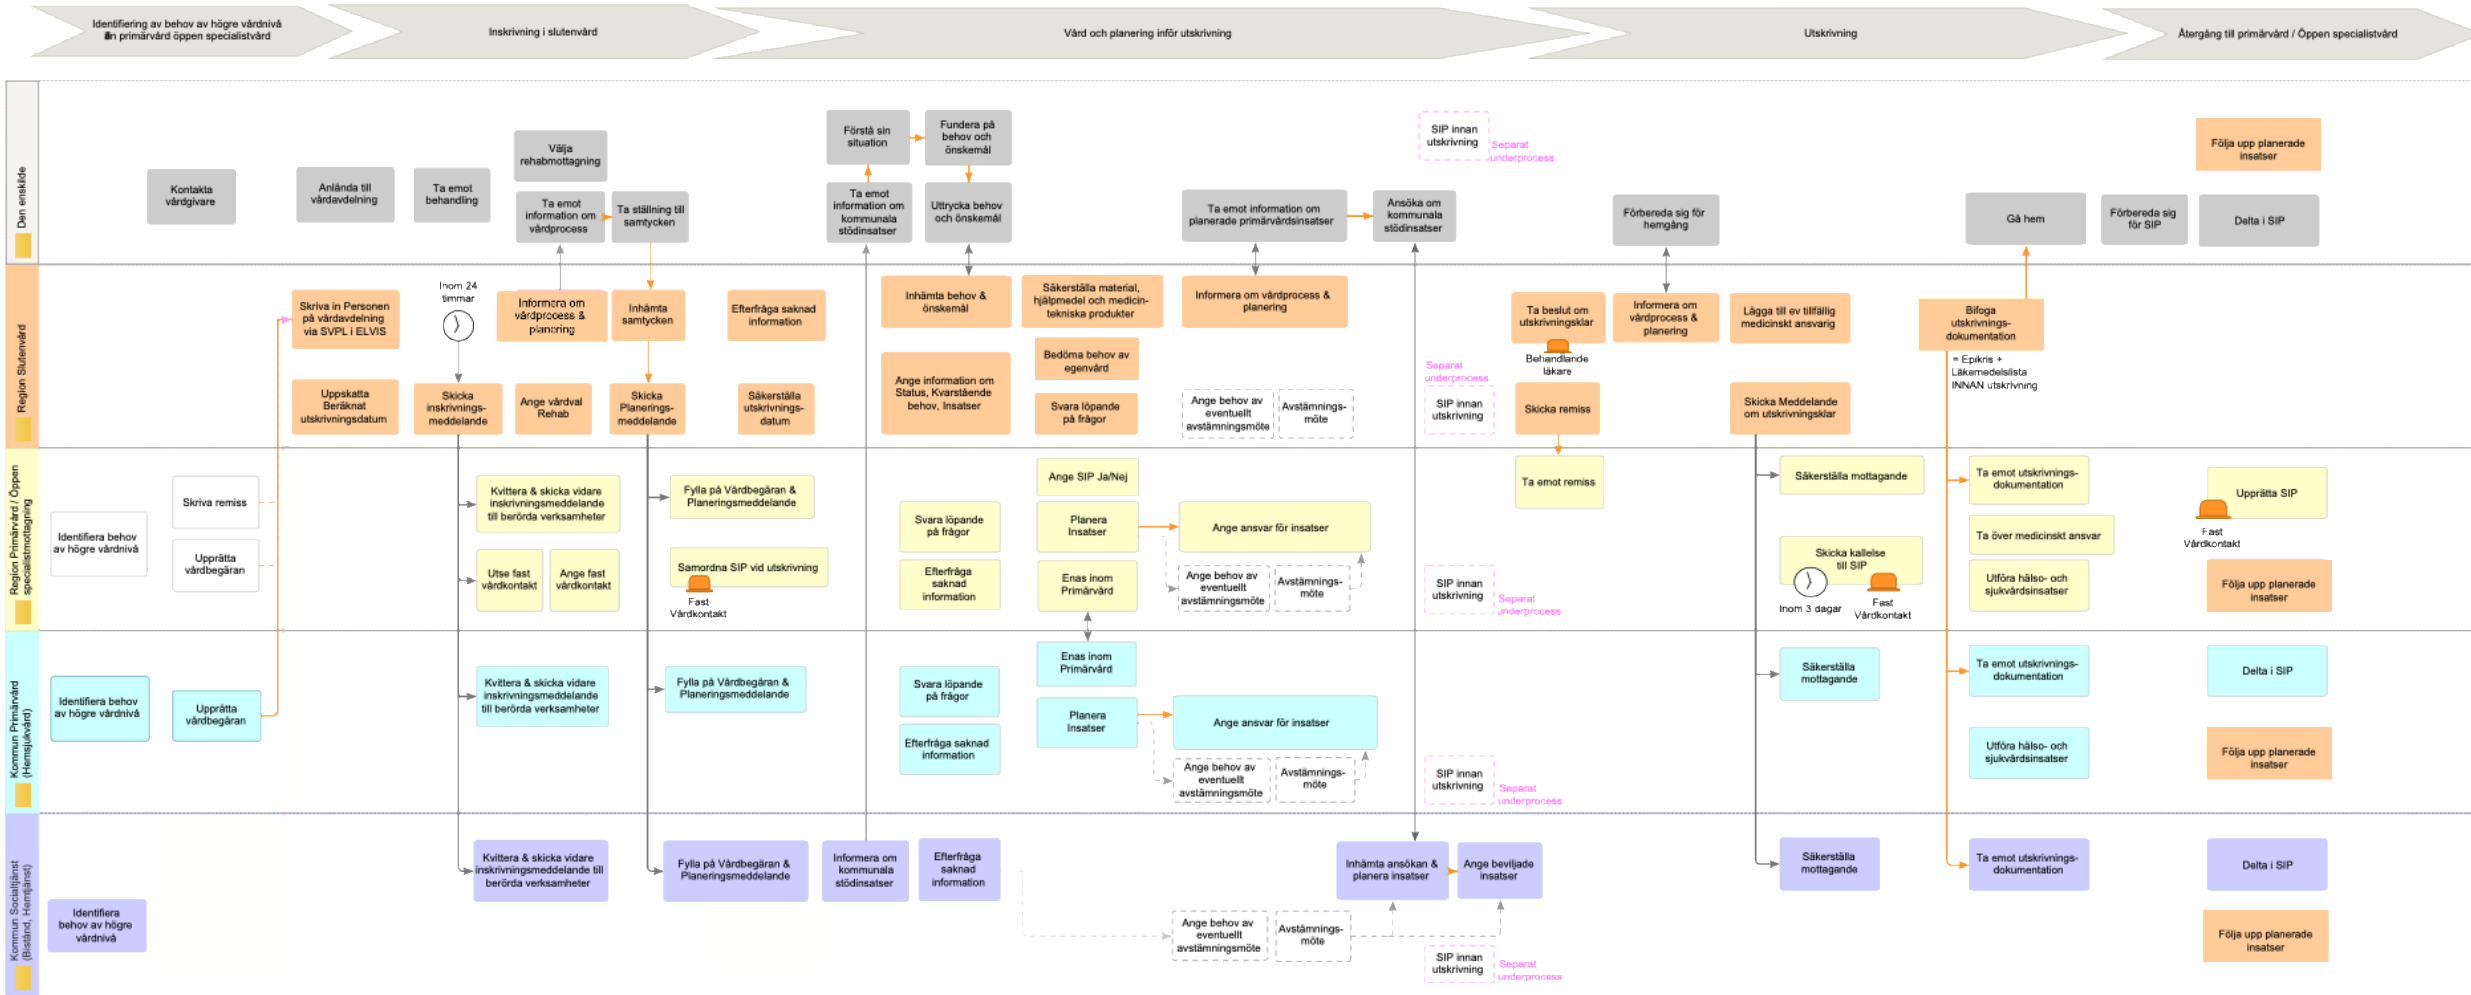 Identifiering av behov av högre vårdnivå
än primärvård öppen specialistvård
Inskrivning i slutenvård
Vård och planering inför utskrivning
Utskrivning
Återgång till primärvård / Öppen specialistvård
Den enskilde
Kontakta
vårdgivare
Anlända till
vårdavdelning
Ta emot
behandling
Välja
rehabmottagning
Ta emot
information om
vårdprocess
Ta ställning till
samtycken
Förstå sin
situation
Fundera på
behov och
önskemål
Ta emot
information om
kommunala
stödinsatser
Uttrycka behov
och önskemål
Ta emot information om
planerade primärvårdsinsatser
Ansöka om
kommunala
stödinsatser
SIP innan
utskrivning
Separat
underprocess
Förbereda sig för
hemgång
Gå hem
Förbereda sig
för SIP
Följa upp planerade
insatser
Delta i SIP
Region Slutenvård
Skriva in Personen
på vårdavdelning
via SVPL i ELVIS
Uppskatta
Beräknat
utskrivningsdatum
Inom 24
timmar
Skicka
inskrivnings-
meddelande
Informera om
vårdprocess &
planering
Ange vårdval
Rehab
Inhämta
samtycken
Skicka
Planerings-
meddelande
Efterfråga saknad
information
Säkerställa
utskrivnings-
datum
Inhämta behov &
önskemål
Ange information om
Status, Kvarstående
behov, Insatser
Säkerställa material,
hjälpmedel och medicin-
tekniska produkter
Bedöma behov av
egenvård
Svara löpande
på frågor
Informera om vårdprocess &
planering
Ange behov av
eventuellt
avstämningsmöte
Avstämnings-
möte
Separat
underprocess
SIP innan
utskrivning
Ta beslut om
utskrivningsklar
Behandlande
läkare
Skicka remiss
Informera om
vårdprocess &
planering
Lägga till ev tillfällig
medicinskt ansvarig
Skicka Meddelande
om utskrivningsklar
Bifoga
utskrivnings-
dokumentation
= Epikris +
Läkemedelslista
INNAN utskrivning
Region Primärvård / Öppen
specialistmottagning
Identifiera behov
av högre vårdnivå
Skriva remiss
Upprätta
vårdbegäran
Kvittera & skicka vidare
inskrivningsmeddelande
till berörda verksamheter
Utse fast
vårdkontakt
Ange fast
vårdkontakt
Fylla på Vårdbegäran &
Planeringsmeddelande
Samordna SIP vid utskrivning
Fast
Vårdkontakt
Svara löpande
på frågor
Efterfråga
saknad
information
Ange SIP Ja/Nej
Planera
Insatser
Enas inom
Primärvård
Ange ansvar för insatser
Ange behov av
eventuellt
avstämningsmöte
Avstämnings-
möte
SIP innan
utskrivning
Separat
underprocess
Ta emot remiss
Säkerställa mottagande
Skicka kallelse
till SIP
Inom 3 dagar
Fast
Vårdkontakt
Ta emot utskrivnings-
dokumentation
Ta över medicinskt ansvar
Utföra hälso- och
sjukvårdsinsatser
Upprätta SIP
Fast
Vårdkontakt
Följa upp planerade
insatser
Kommun Primärvård
(Hemsjukvård)
Identifiera behov
av högre vårdnivå
Upprätta
vårdbegäran
Kvittera & skicka vidare
inskrivningsmeddelande
till berörda verksamheter
Fylla på Vårdbegäran &
Planeringsmeddelande
Svara löpande
på frågor
Efterfråga saknad
information
Enas inom
Primärvård
Planera
Insatser
Ange ansvar för insatser
Ange behov av
eventuellt
avstämningsmöte
Avstämnings-
möte
SIP innan
utskrivning
Separat
underprocess
Säkerställa
mottagande
Ta emot utskrivnings-
dokumentation
Utföra hälso- och
sjukvårdsinsatser
Delta i SIP
Följa upp planerade
insatser
Kommun Socialtjänst
(Bistånd, Hemtjänst)
Identifiera
behov av högre
vårdnivå
Kvittera & skicka vidare
inskrivningsmeddelande till
berörda verksamheter
Fylla på Vårdbegäran &
Planeringsmeddelande
Informera om
kommunala
stödinsatser
Efterfråga
saknad
information
Ange behov av
eventuellt
avstämningsmöte
Avstämnings-
möte
Inhämta ansökan &
planera insatser
Ange beviljade
insatser
SIP innan
utskrivning
Separat
underprocess
Säkerställa
mottagande
Ta emot utskrivnings-
dokumentation
Delta i SIP
Följa upp planerade
insatser